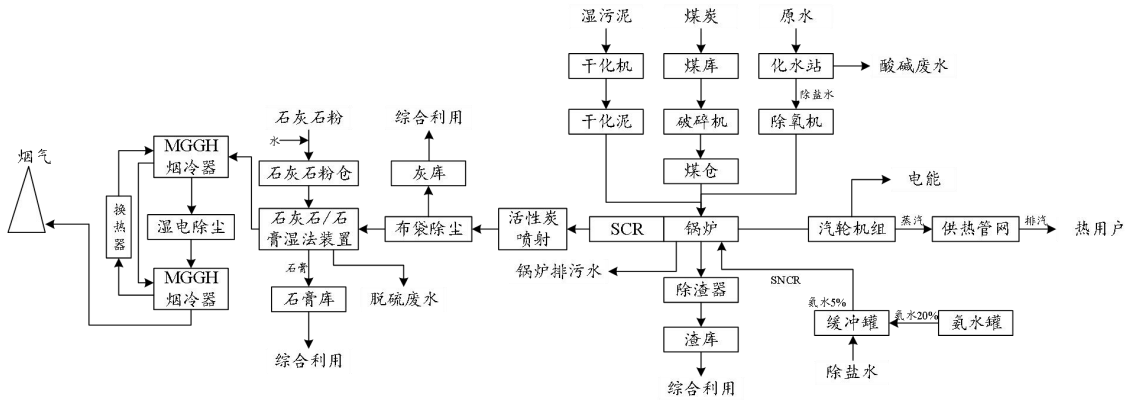 湿污泥
煤炭
原水
干化机
煤库
化水站
酸碱废水
除盐水
干化泥
破碎机
除氧机
煤仓
石灰石粉
水
石灰石粉仓
综合利用
灰库
烟气
MGGH
烟冷器
换热器
湿电除尘
MGGH
烟冷器
石灰石/石
膏湿法装置
布袋除尘
活性炭
喷射
SCR
锅炉
电能
汽轮机组
蒸汽
供热管网
排汽
热用户
石膏
石膏库
综合利用
脱硫废水
锅炉排污水
除渣器
渣库
综合利用
SNCR
氨水5%
缓冲罐
氨水20%
氨水罐
除盐水